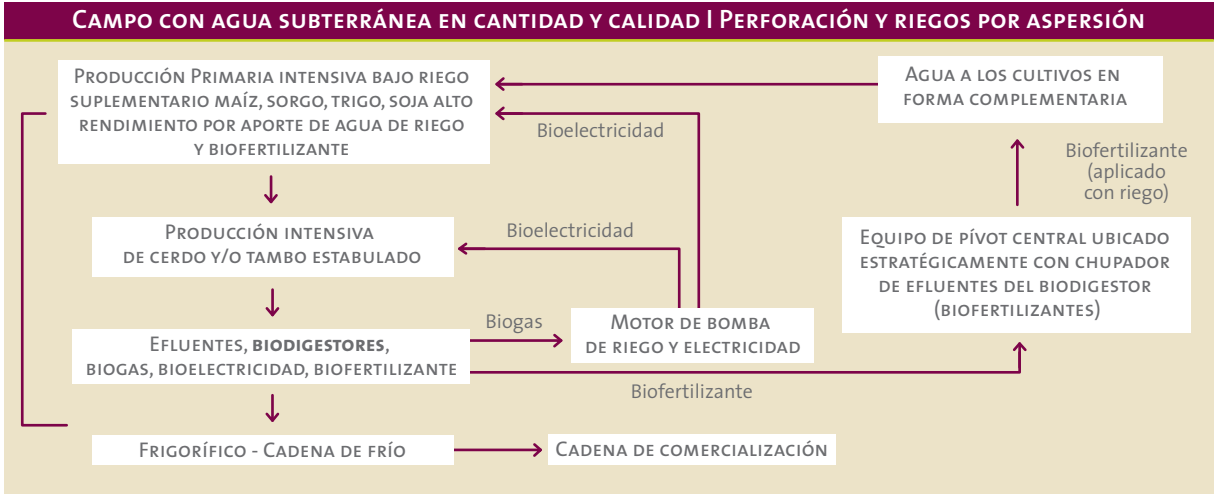 Campo con agua subterránea en cantidad y calidad | Perforación y riegos por aspersión
Producción Primaria intensiva bajo riego
suplementario maíz, sorgo, trigo, soja alto
rendimiento por aporte de agua de riego
y biofertilizante
Agua a los cultivos en
forma complementaria
Bioelectricidad
Biofertilizante
(aplicado
con riego)
Producción intensiva
de cerdo y/o tambo estabulado
Bioelectricidad
Equipo de pívot central ubicado
estratégicamente con chupador
de efluentes del biodigestor
(biofertilizantes)
Efluentes, biodigestores,
biogas, bioelectricidad, biofertilizante
Biogas
Motor de bomba
de riego y electricidad
Biofertilizante
Frigorífico - Cadena de frío
Cadena de comercialización